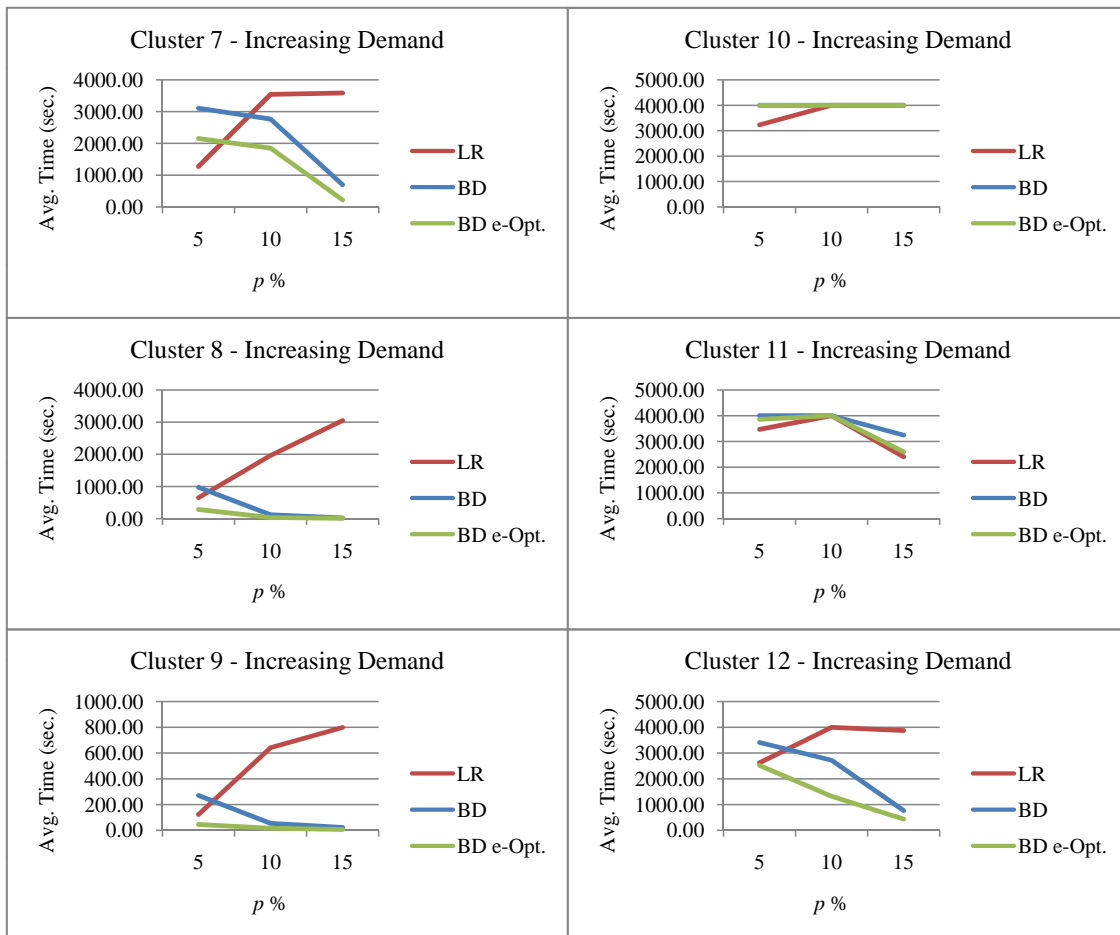 Cluster 7 - Increasing Demand
Avg. Time (sec.)
4000.00
3000.00
2000.00
1000.00
0.00
5 10 15
p %
LR
BD
BD e-Opt.
Cluster 10 - Increasing Demand
Avg. Time (sec.)
5000.00
4000.00
3000.00
2000.00
1000.00
0.00
5 10 15
p %
LR
BD
BD e-Opt.
Cluster 8 - Increasing Demand
Avg. Time (sec.)
4000.00
3000.00
2000.00
1000.00
0.00
5 10 15
p %
LR
BD
BD e-Opt.
Cluster 11 - Increasing Demand
Avg. Time (sec.)
5000.00
4000.00
3000.00
2000.00
1000.00
0.00
5 10 15
p %
LR
BD
BD e-Opt.
Cluster 9 - Increasing Demand
Avg. Time (sec.)
1000.00
800.00
600.00
400.00
200.00
0.00
5 10 15
p %
LR
BD
BD e-Opt.
Cluster 12 - Increasing Demand
Avg. Time (sec.)
5000.00
4000.00
3000.00
2000.00
1000.00
0.00
5 10 15
p %
LR
BD
BD e-Opt.